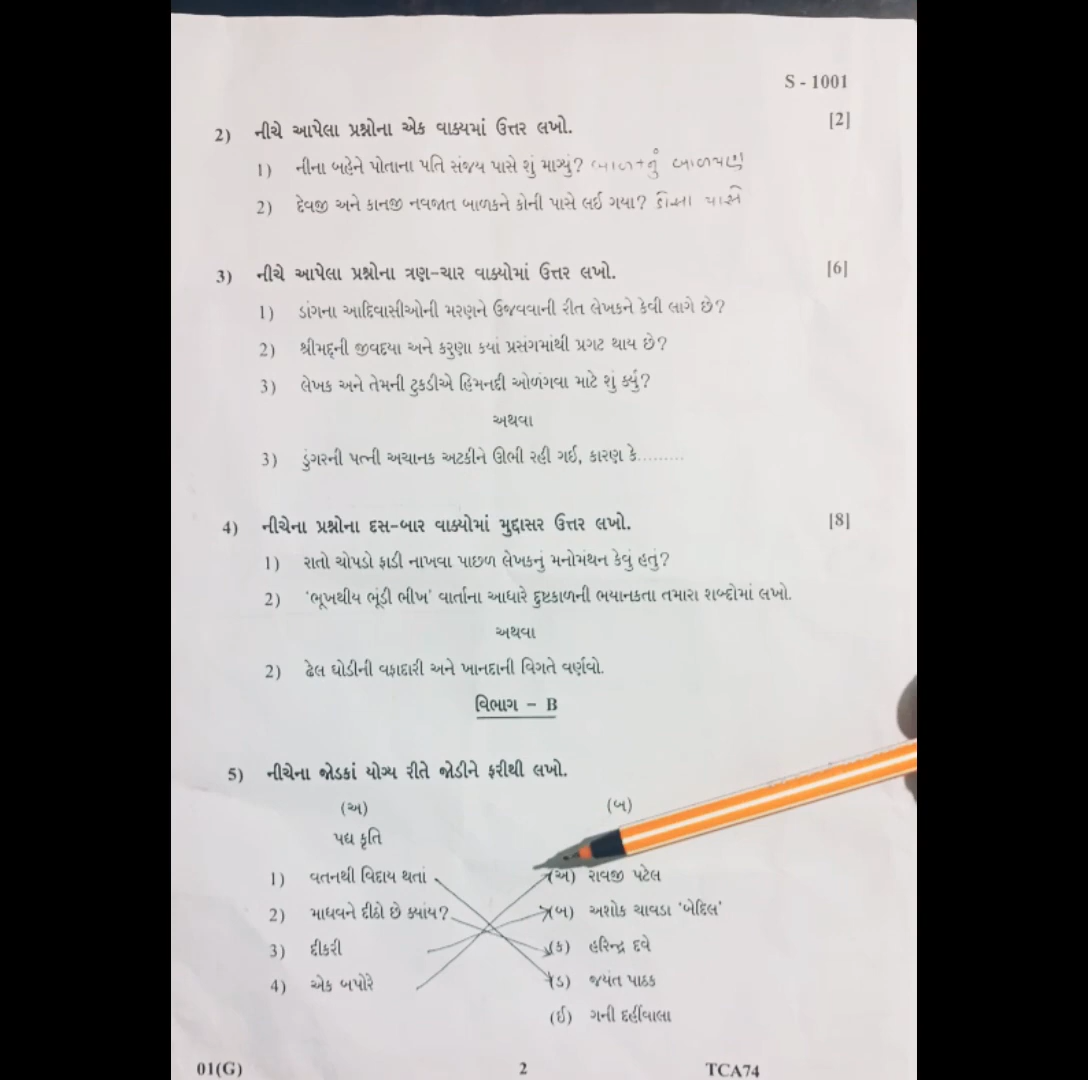 S - 1001
2) નીચે આપેલા પ્રશ્નોના એક વાક્યમાં ઉત્તર લખો. [2]
1) નીના બહેને પોતાના પતિ સંજય પાસે શું માગ્યું? બાળકનું બાળપણ
2) દેવજી અને કાનજી નવજાત બાળકને કોની પાસે લઈ ગયા? ડોસા પાસે
3) નીચે આપેલા પ્રશ્નોના ત્રણ-ચાર વાક્યોમાં ઉત્તર લખો. [6]
1) ડાંગના આદિવાસીઓની મરણને ઉજવવાની રીત લેખકને કેવી લાગે છે?
2) શ્રીમદ્‌ની જીવદયા અને કરુણા કયાં પ્રસંગમાંથી પ્રગટ થાય છે?
3) લેખક અને તેમની ટુકડીએ હિમનદી ઓળંગવા માટે શું ર્ક્યું?
અથવા
3) ડુંગરની પત્ની અચાનક અટકીને ઊભી રહી ગઈ, કારણ કે.........
4) નીચેના પ્રશ્નોના દસ-બાર વાક્યોમાં મુદ્દાસર ઉત્તર લખો. [8]
1) રાતો ચોપડો ફાડી નાખવા પાછળ લેખકનું મનોમંથન કેવું હતું?
2) 'ભૂખથીય ભૂંડી ભીખ' વાર્તાના આધારે દુષ્ટકાળની ભયાનકતા તમારા શબ્દોમાં લખો.
અથવા
2) ઢેલ ઘોડીની વફાદારી અને ખાનદાની વિગતે વર્ણવો.
વિભાગ - B
5) નીચેના જોડકાં યોગ્ય રીતે જોડીને ફરીથી લખો.
(અ) (બ)
પદ્ય કૃતિ
1) વતનથી વિદાય થતાં (અ) રાવજી પટેલ
2) માધવને દીઠો છે ક્યાંય? (બ) અશોક ચાવડા 'બેદિલ'
3) દીકરી (ક) હરિન્દ્ર દવે
4) એક બપોરે (ડ) જયંત પાઠક
(ઈ) ગની દહીંવાલા
01(G) 2 TCA74